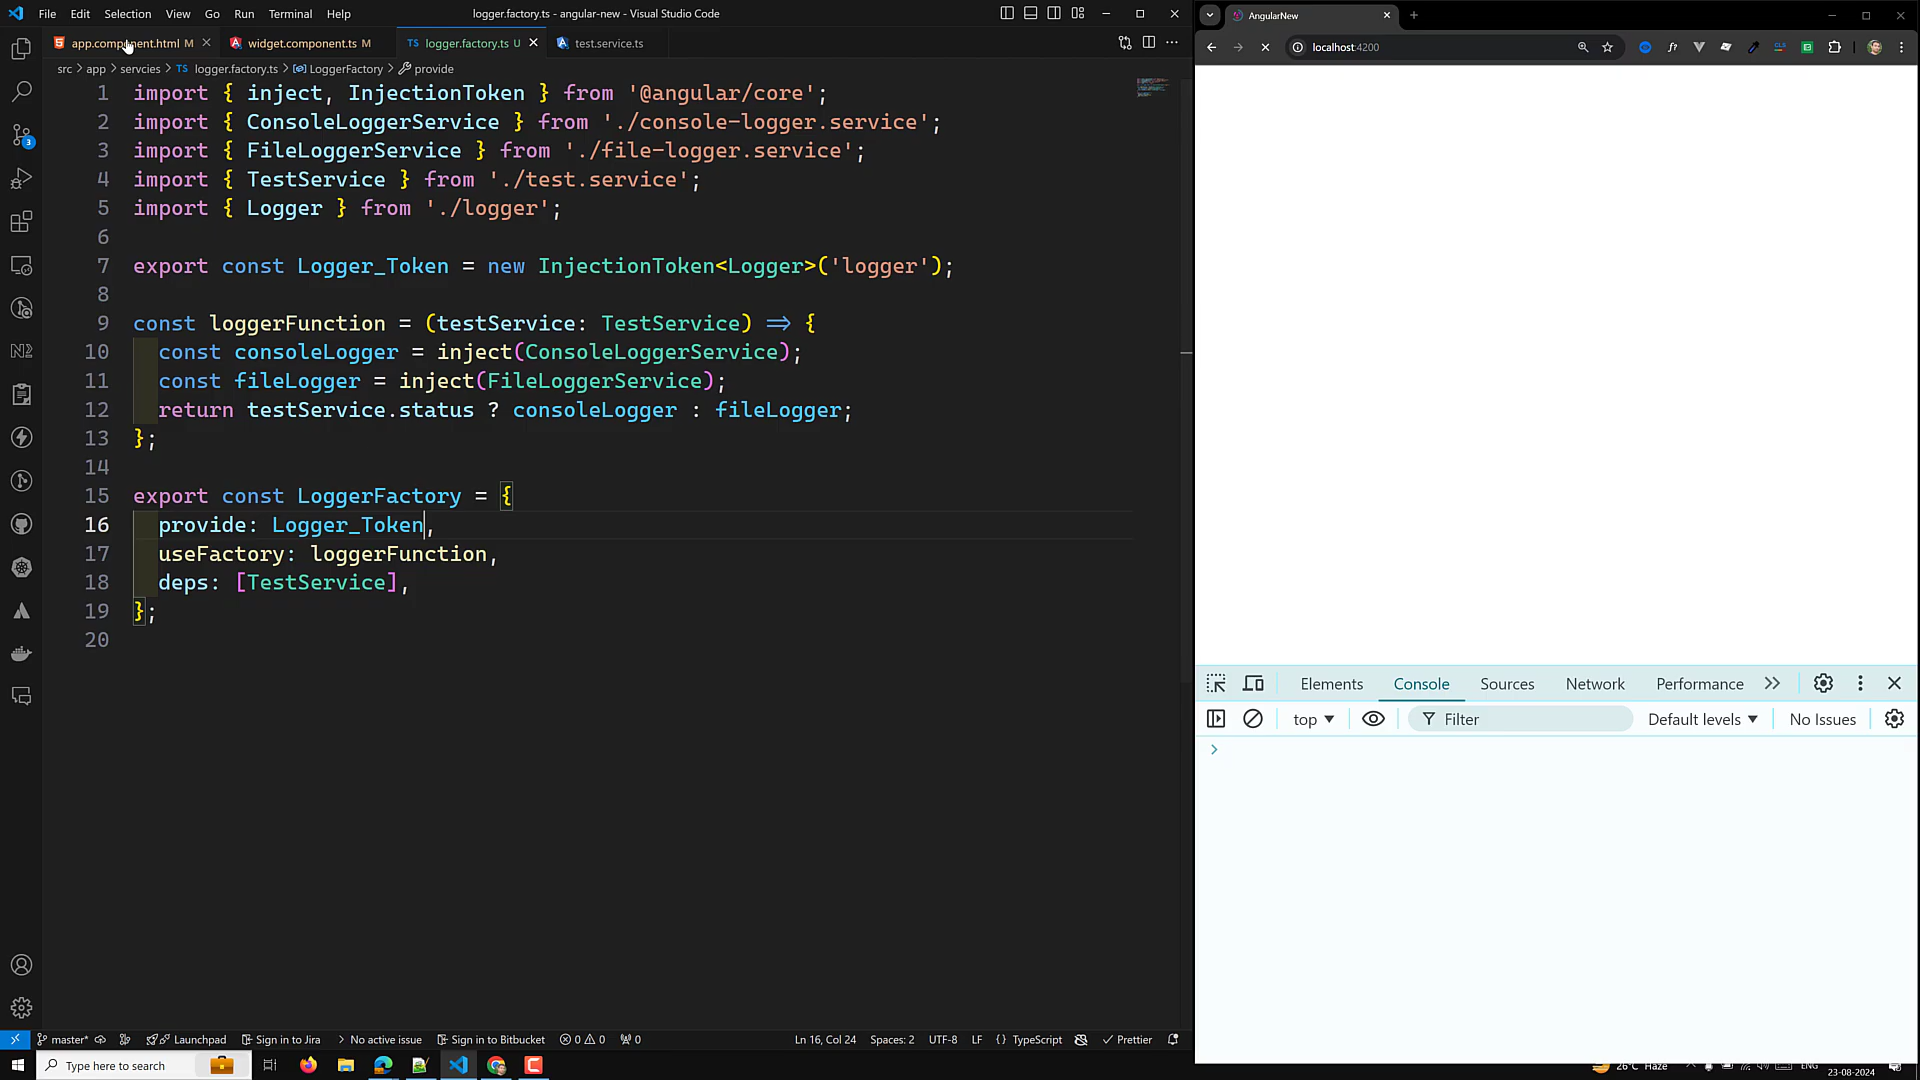 File Edit Selection View Go Run Terminal Help
logger.factory.ts - angular-new - Visual Studio Code
app.component.html M
widget.component.ts M
TS logger.factory.ts U
test.service.ts
src > app > servcies > TS logger.factory.ts > LoggerFactory > provide
1 import { inject, InjectionToken } from '@angular/core';
2 import { ConsoleLoggerService } from './console-logger.service';
3 import { FileLoggerService } from './file-logger.service';
4 import { TestService } from './test.service';
5 import { Logger } from './logger';
6
7 export const Logger_Token = new InjectionToken<Logger>('logger');
8
9 const loggerFunction = (testService: TestService) => {
10 const consoleLogger = inject(ConsoleLoggerService);
11 const fileLogger = inject(FileLoggerService);
12 return testService.status ? consoleLogger : fileLogger;
13 };
14
15 export const LoggerFactory = {
16 provide: Logger_Token,
17 useFactory: loggerFunction,
18 deps: [TestService],
19 };
20
3
N2
master* Launchpad Sign in to Jira No active issue Sign in to Bitbucket 0 0 0
Ln 16, Col 24 Spaces: 2 UTF-8 LF {} TypeScript Prettier
Type here to search
AngularNew
localhost:4200
Elements Console Sources Network Performance
top Filter Default levels No Issues
26°C Haze ENG
23-08-2024